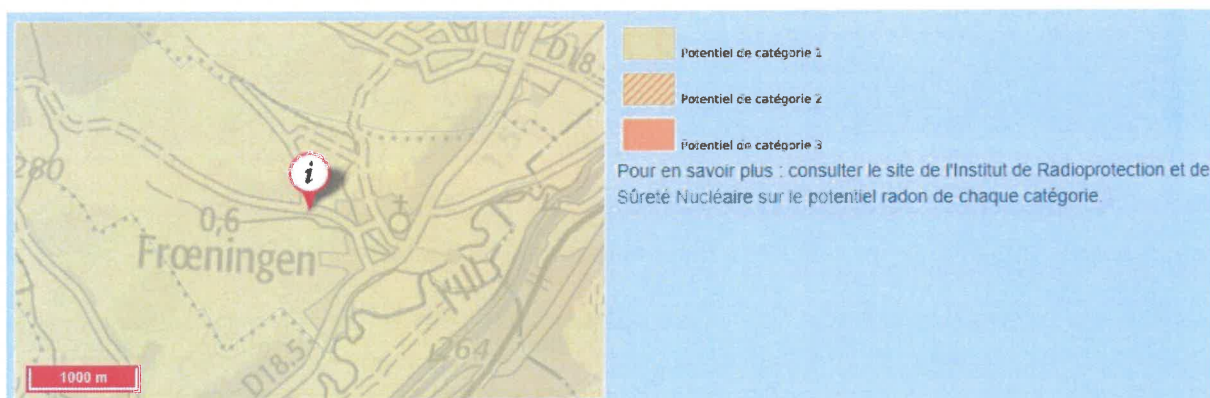 D18
280
i
0,6
Frœningen
264
D18.5
1000 m
Potentiel de catégorie 1
Potentiel de catégorie 2
Potentiel de catégorie 3
Pour en savoir plus : consulter le site de l'Institut de Radioprotection et de
Sûreté Nucléaire sur le potentiel radon de chaque catégorie.